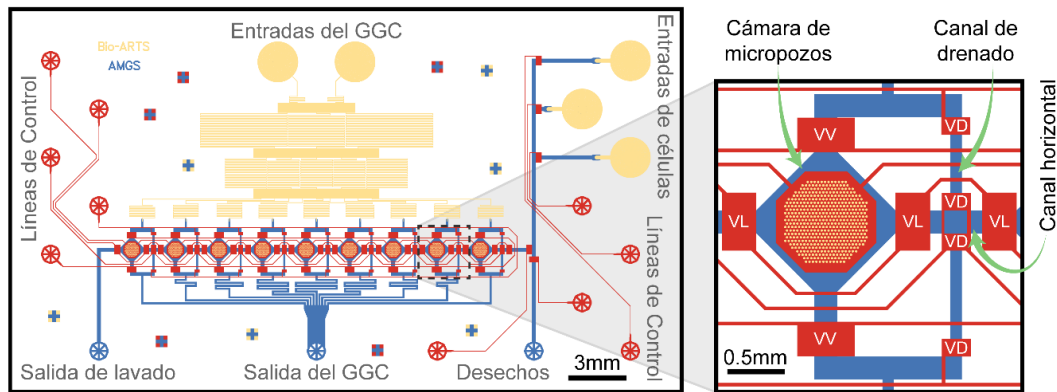 Bio-ARTS
AMGS
Entradas del GGC
Entradas de células
Líneas de Control
Líneas de Control
Salida de lavado
Salida del GGC
Desechos
3mm
Cámara de
micropozos
Canal de
drenado
Canal horizontal
VV
VD
VL
VD
VL
VD
VV
VD
0.5mm